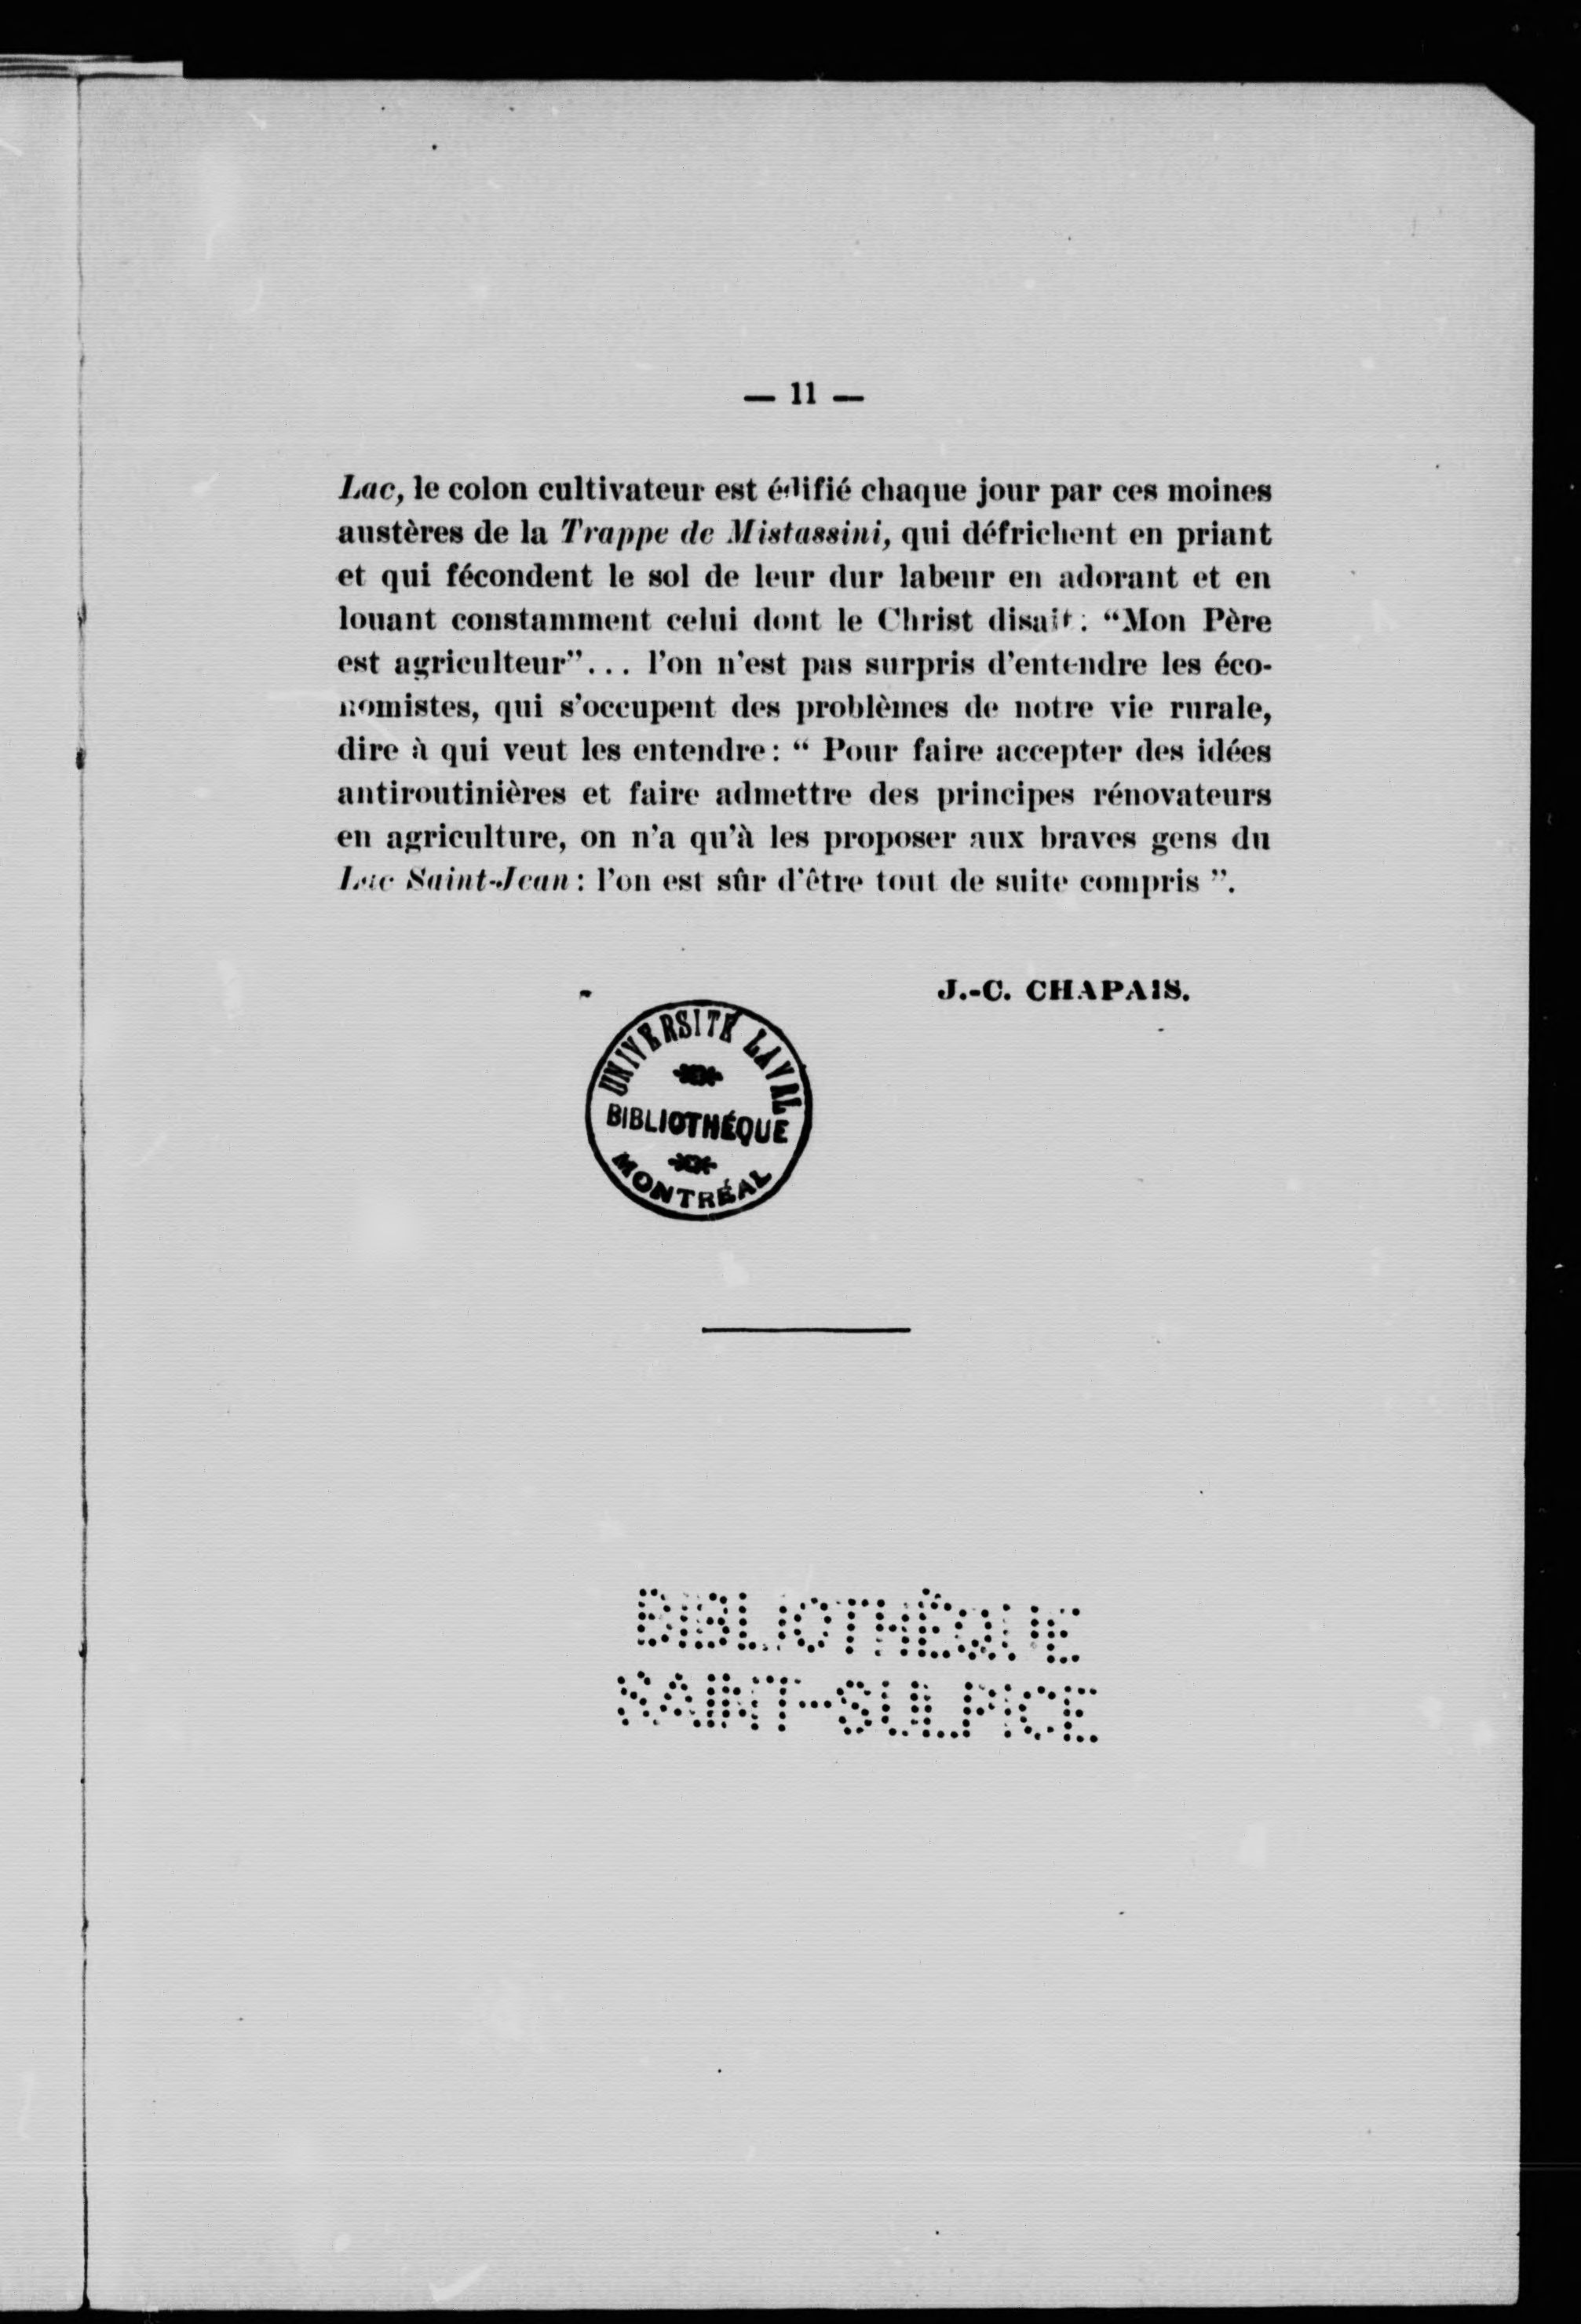 — 11 —
Lac, le colon cultivateur est édifié chaque jour par ces moines
austères de la Trappe de Mistassini, qui défrichent en priant
et qui fécondent le sol de leur dur labeur en adorant et en
louant constamment celui dont le Christ disait: “Mon Père
est agriculteur”... l'on n'est pas surpris d'entendre les éco-
nomistes, qui s'occupent des problèmes de notre vie rurale,
dire à qui veut les entendre: “ Pour faire accepter des idées
antiroutinières et faire admettre des principes rénovateurs
en agriculture, on n'a qu'à les proposer aux braves gens du
Lac Saint-Jean: l'on est sûr d'être tout de suite compris ”.
J.-C. CHAPAIS.
UNIVERSITÉ LAVAL
BIBLIOTHÉQUE
MONTRÉAL
BIBLIOTHÈQUE
SAINT-SULPICE